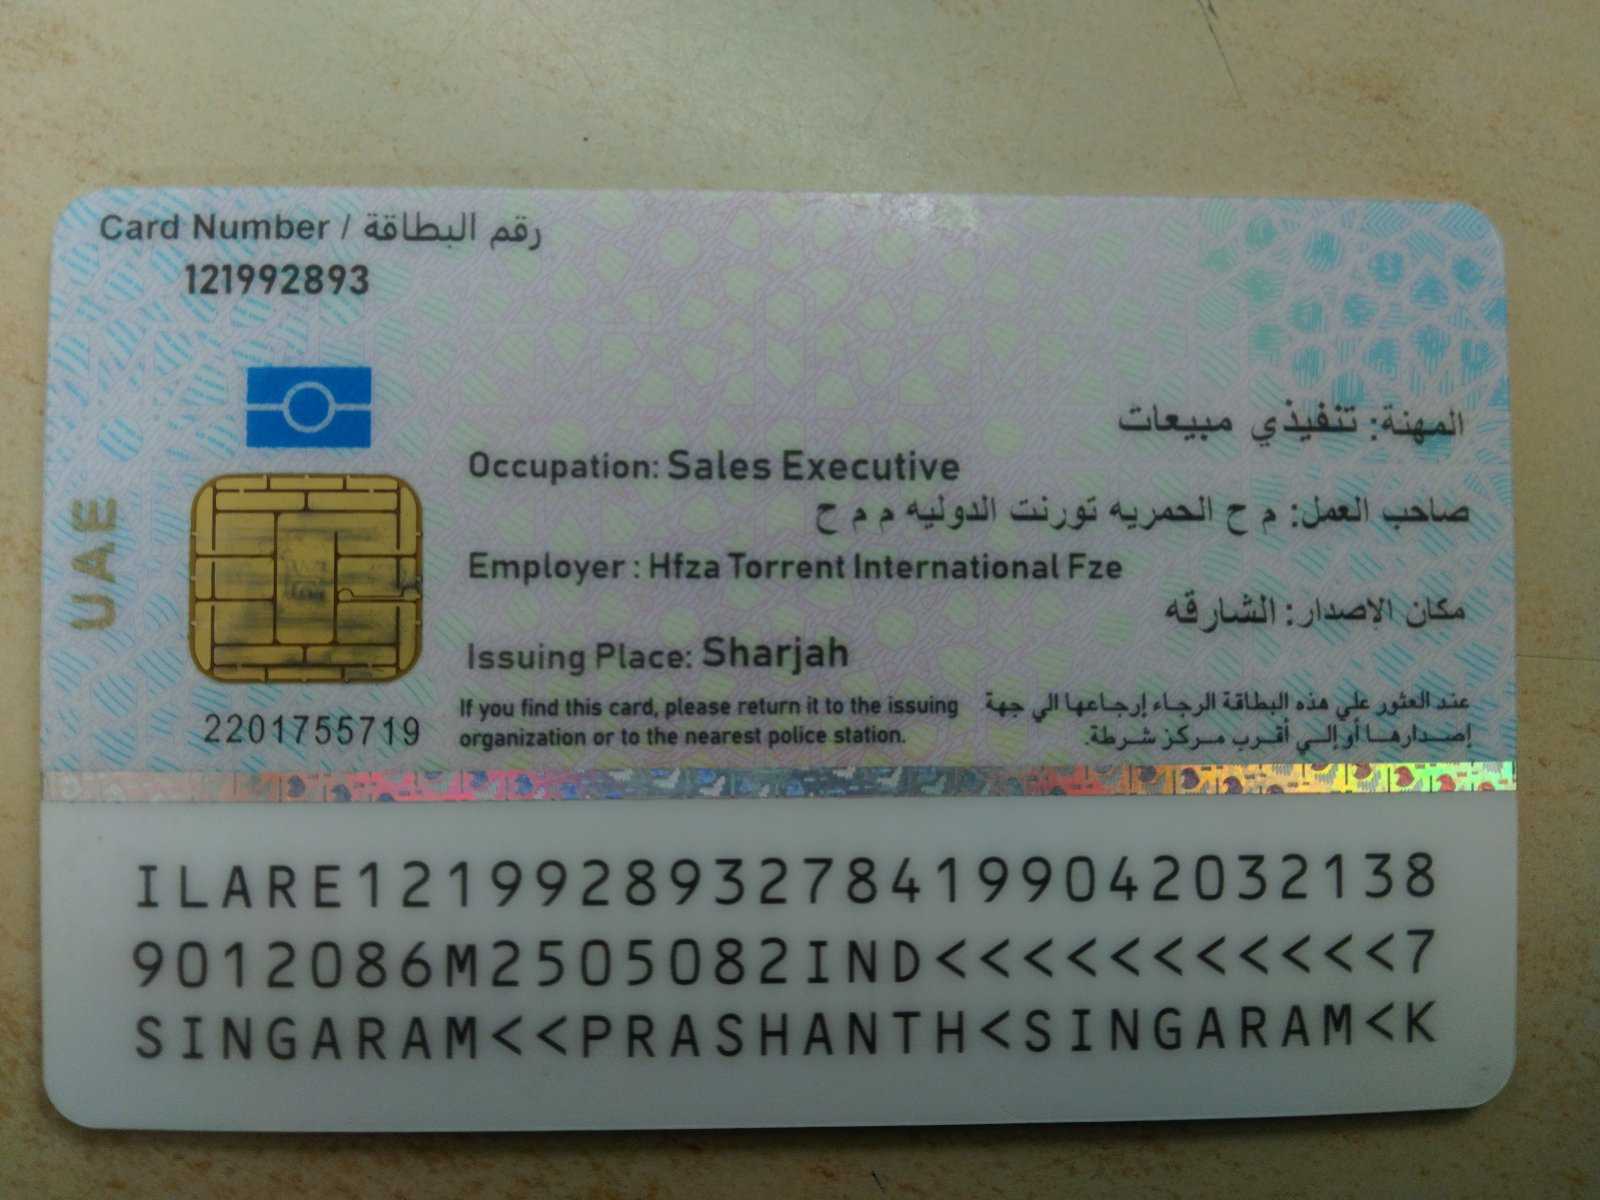 Card Number / رقم البطاقة
121992893
المهنة: تنفيذي مبيعات
Occupation: Sales Executive
صاحب العمل: م ح الحمريه تورنت الدوليه م م ح
Employer : Hfza Torrent International Fze
مكان الإصدار: الشارقه
Issuing Place: Sharjah
UAE
2201755719
If you find this card, please return it to the issuing
organization or to the nearest police station.
عند العثور علي هذه البطاقة الرجاء إرجاعها الي جهة
إصدارها أو إلي أقرب مركز شرطة.
ILARE1219928932784199042032138
9012086M2505082IND<<<<<<<<<<<7
SINGARAM<<PRASHANTH<SINGARAM<K